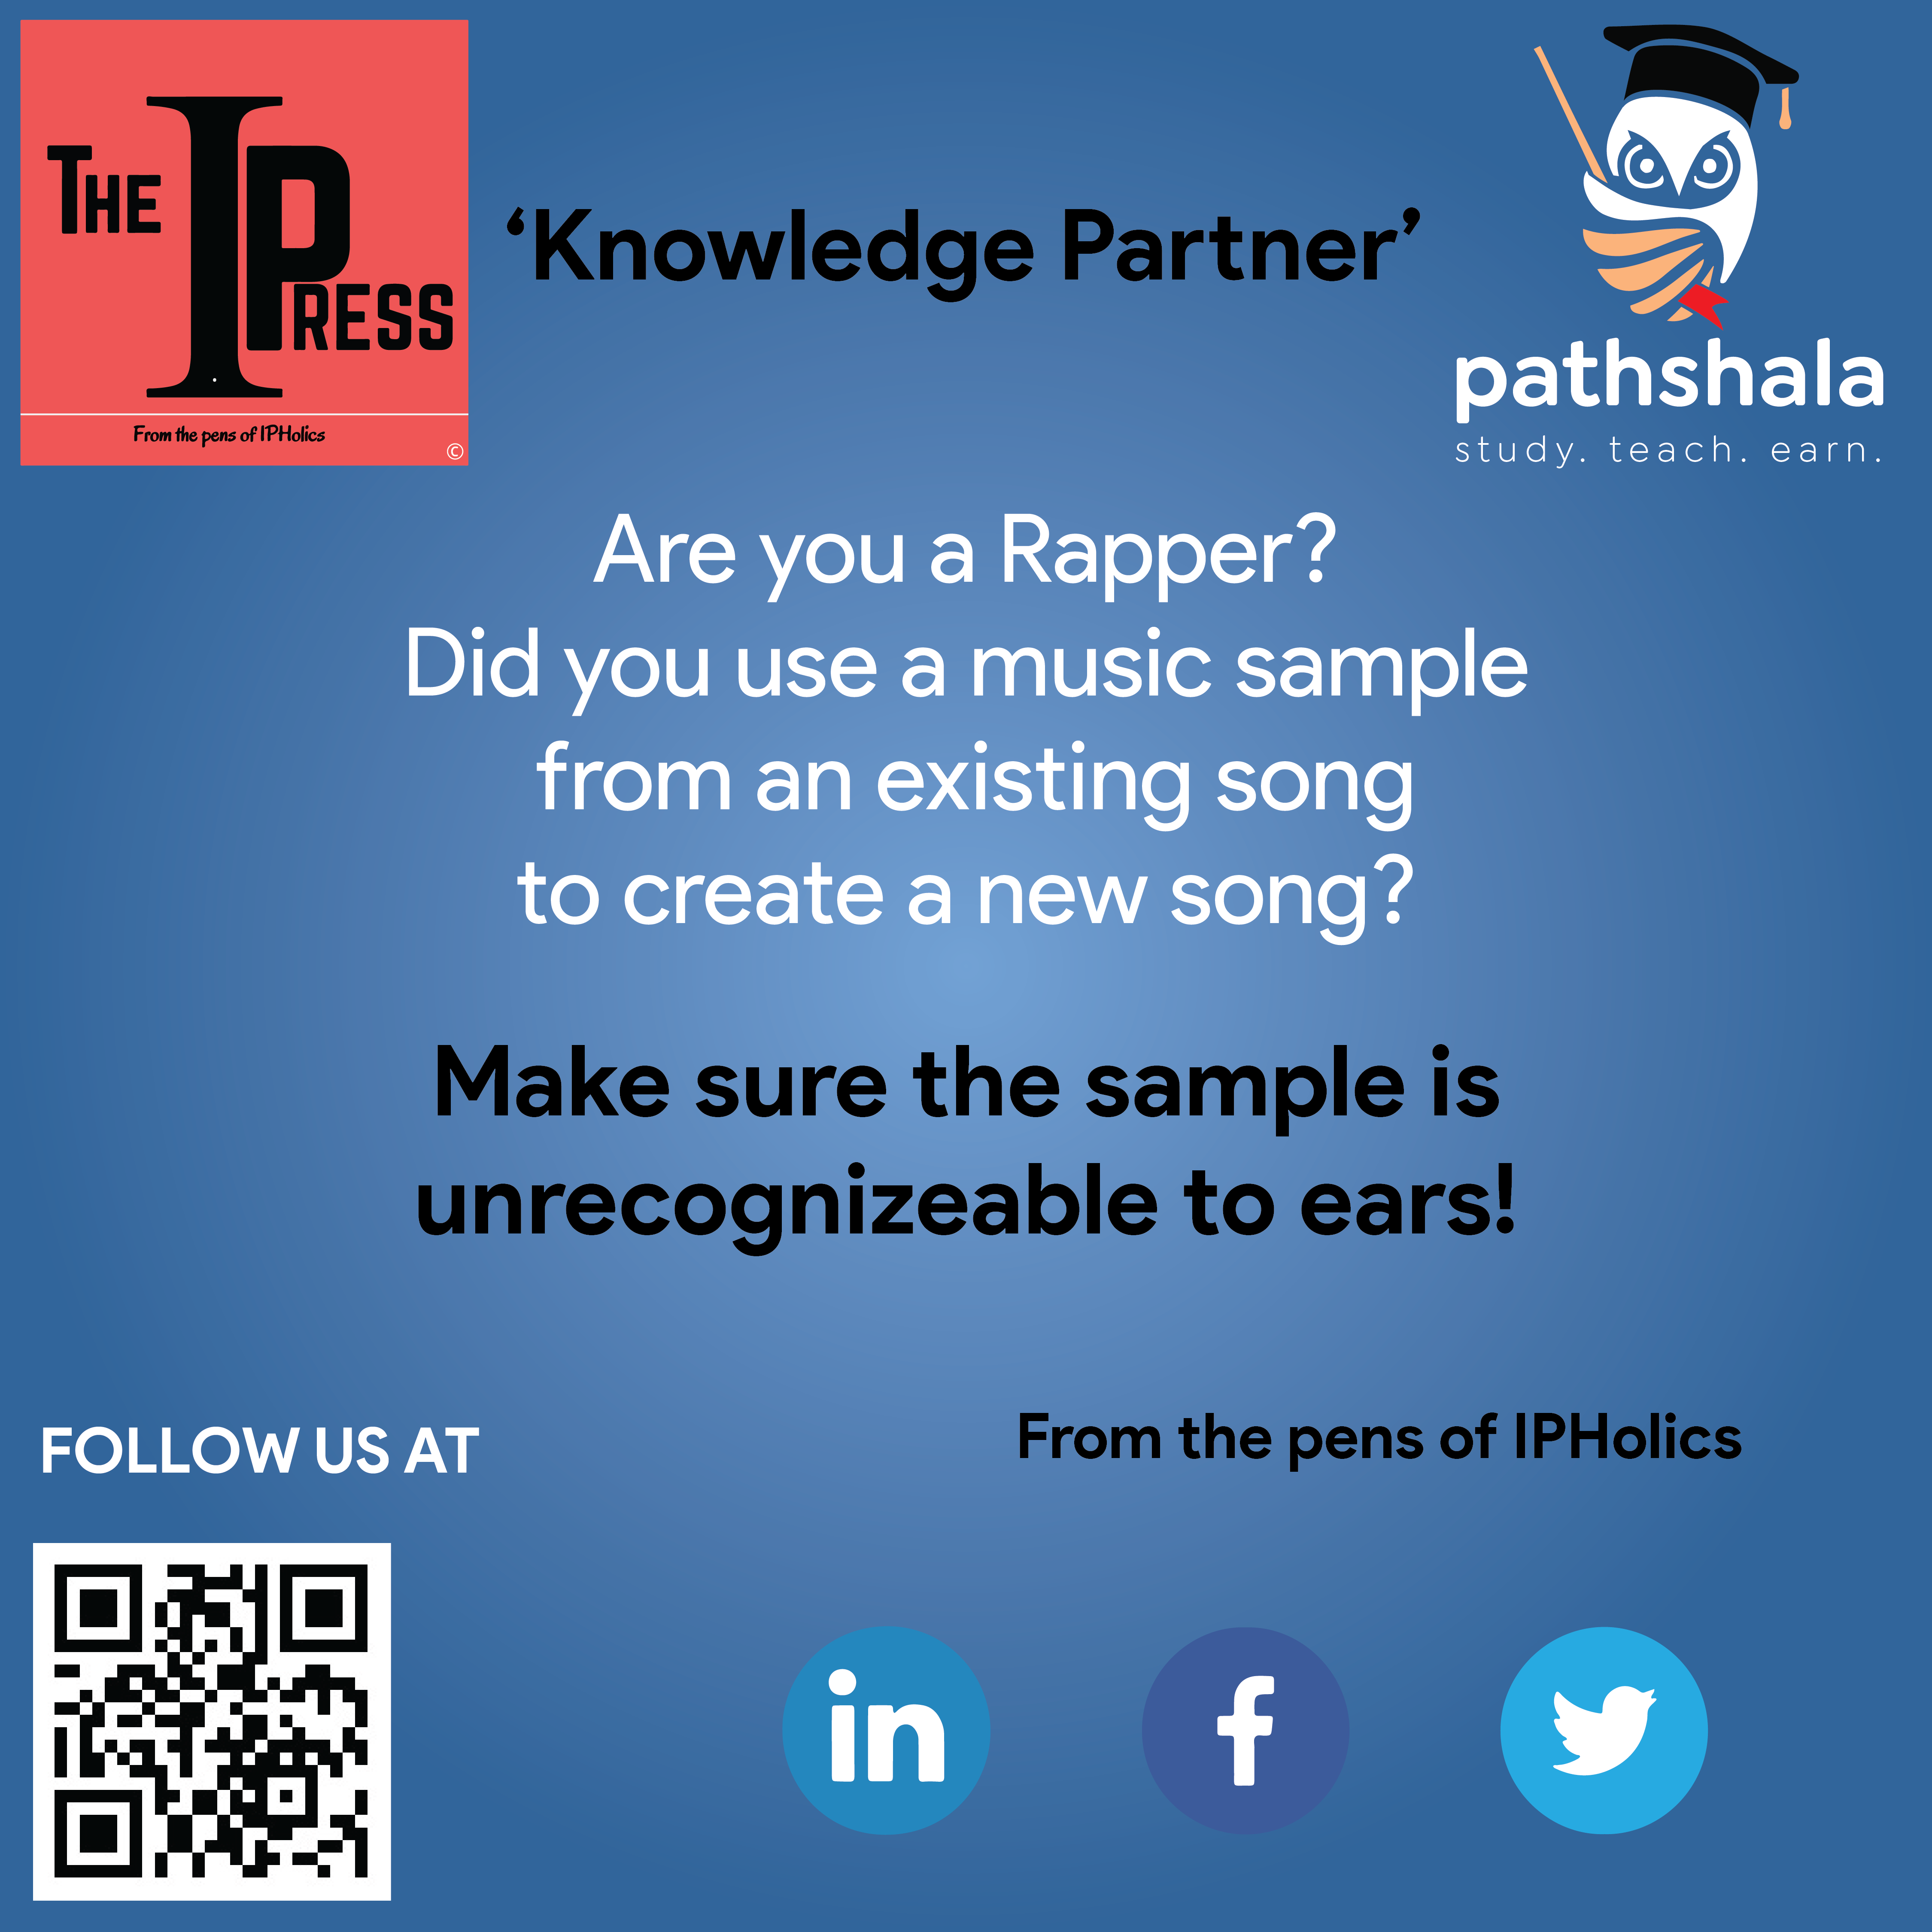 THE IPRESS
From the pens of IPHolics
©
‘Knowledge Partner’
pathshala
study. teach. earn.
Are you a Rapper?
Did you use a music sample
from an existing song
to create a new song?
Make sure the sample is
unrecognizeable to ears!
FOLLOW US AT
From the pens of IPHolics
in
f